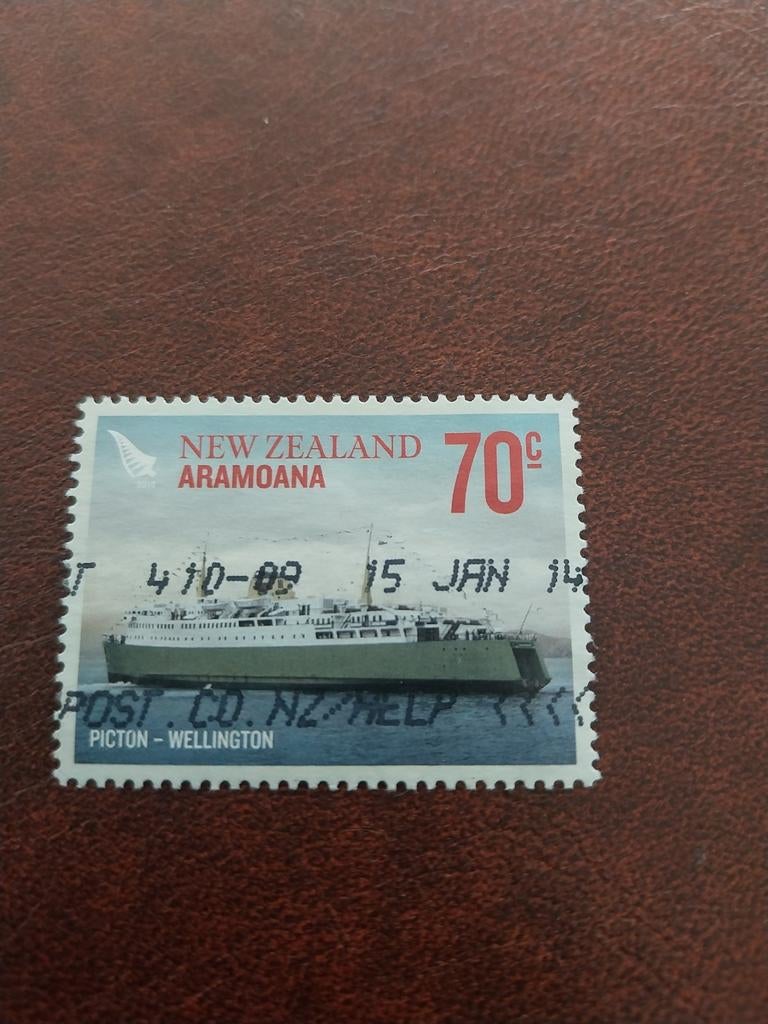 NEW ZEALAND
ARAMOANA
70c
15 JAN 14
POST.CO.NZ/HELP <<<<
PICTON – WELLINGTON